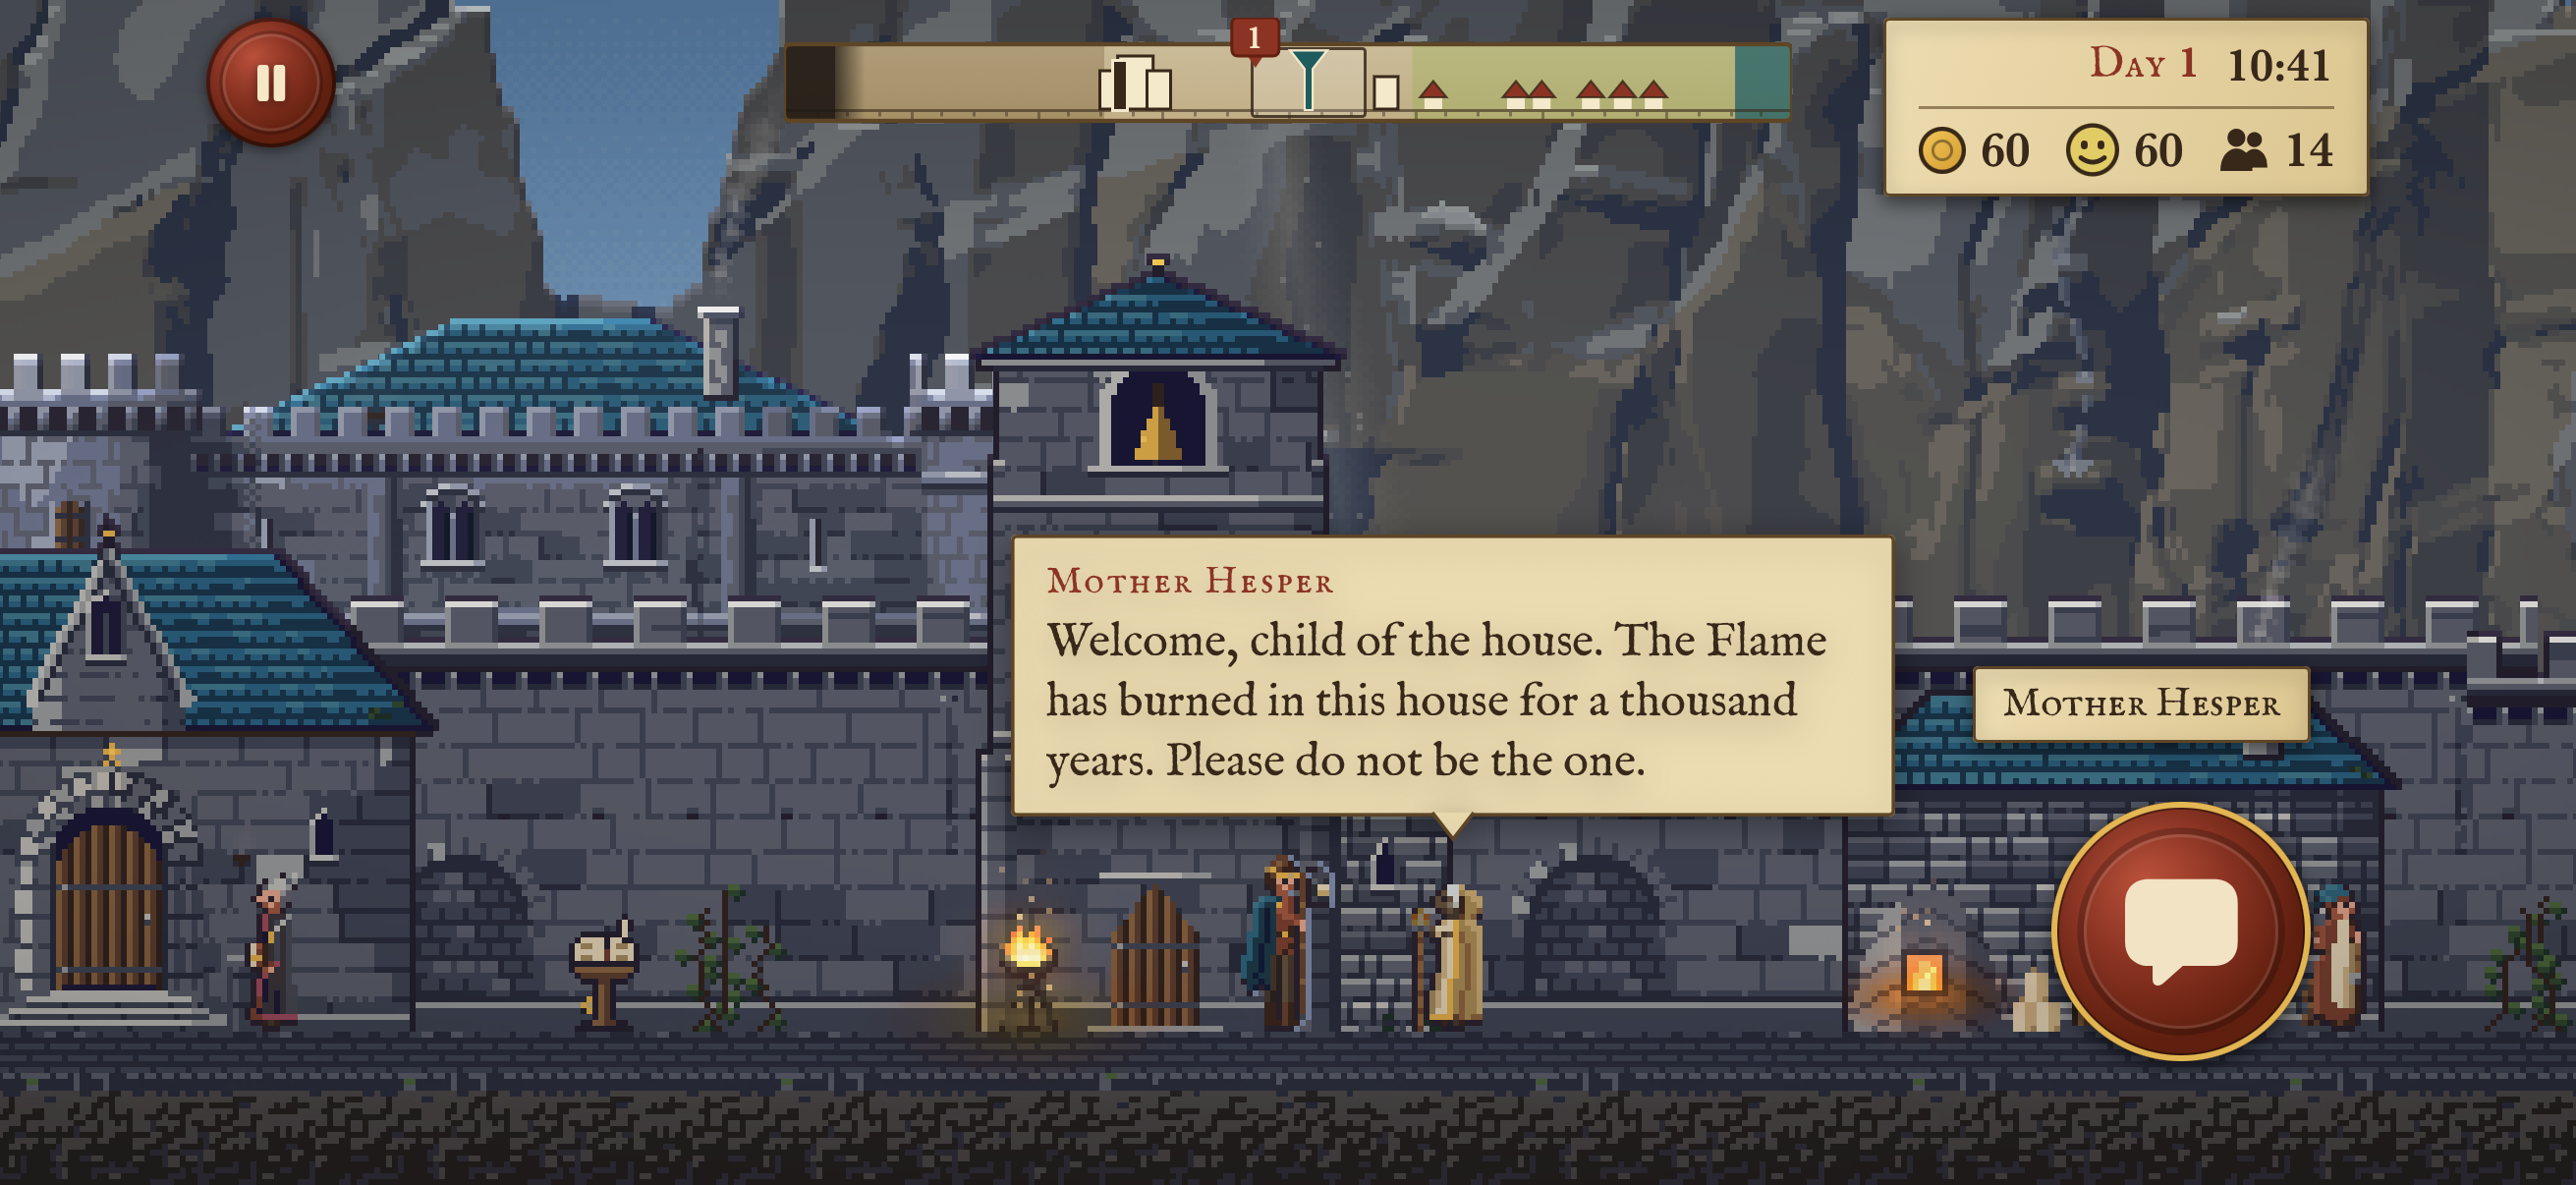 1
Day 1 10:41
60 60 14
Mother Hesper
Welcome, child of the house. The Flame
has burned in this house for a thousand
years. Please do not be the one.
Mother Hesper